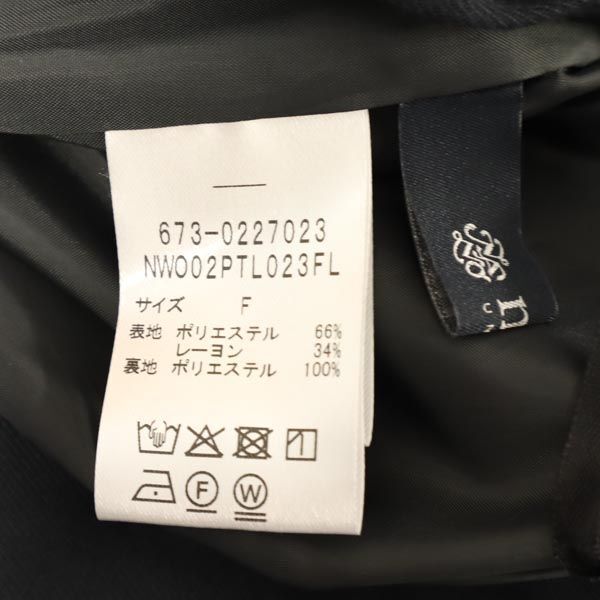 673-0227023
NW002PTL023FL
サイズ F
表地 ポリエステル 66%
レーヨン 34%
裏地 ポリエステル 100%
F W